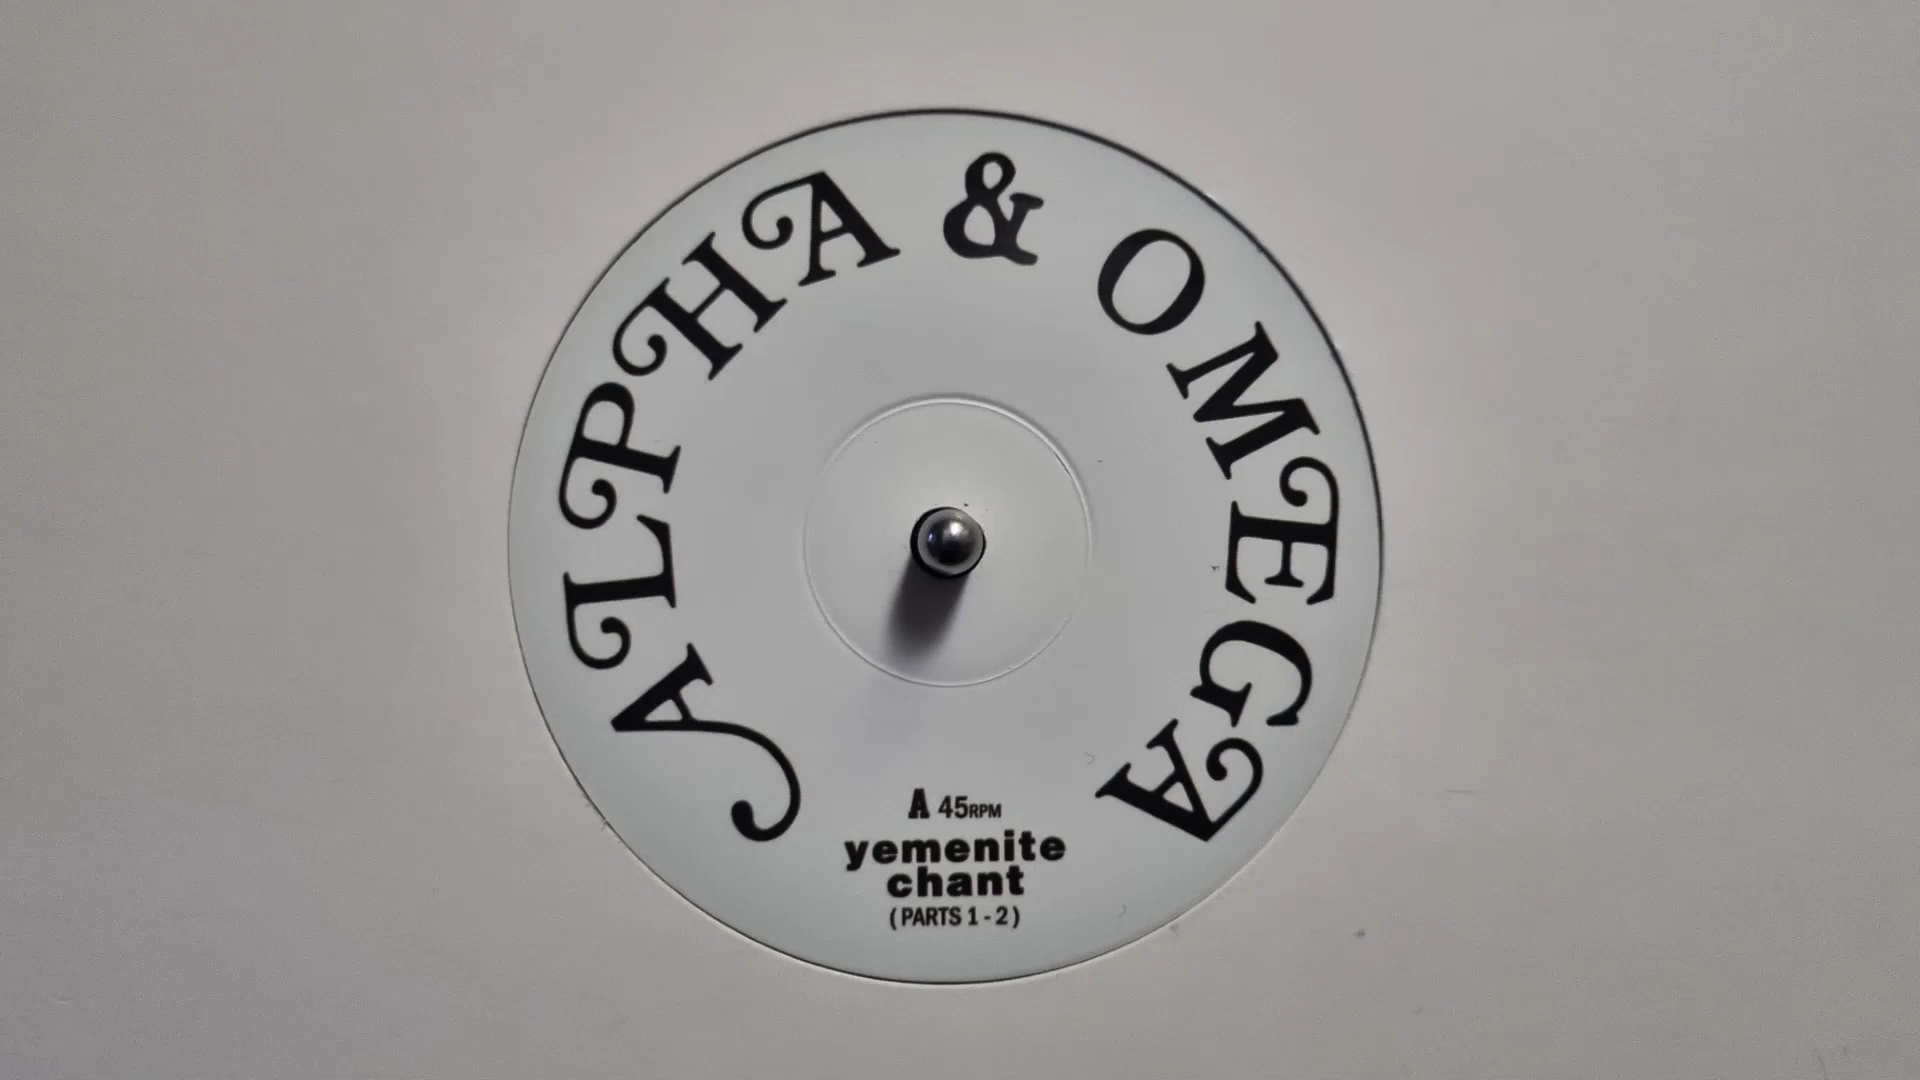 ALPHA & OMEGA
A 45RPM
yemenite
chant
(PARTS 1-2)